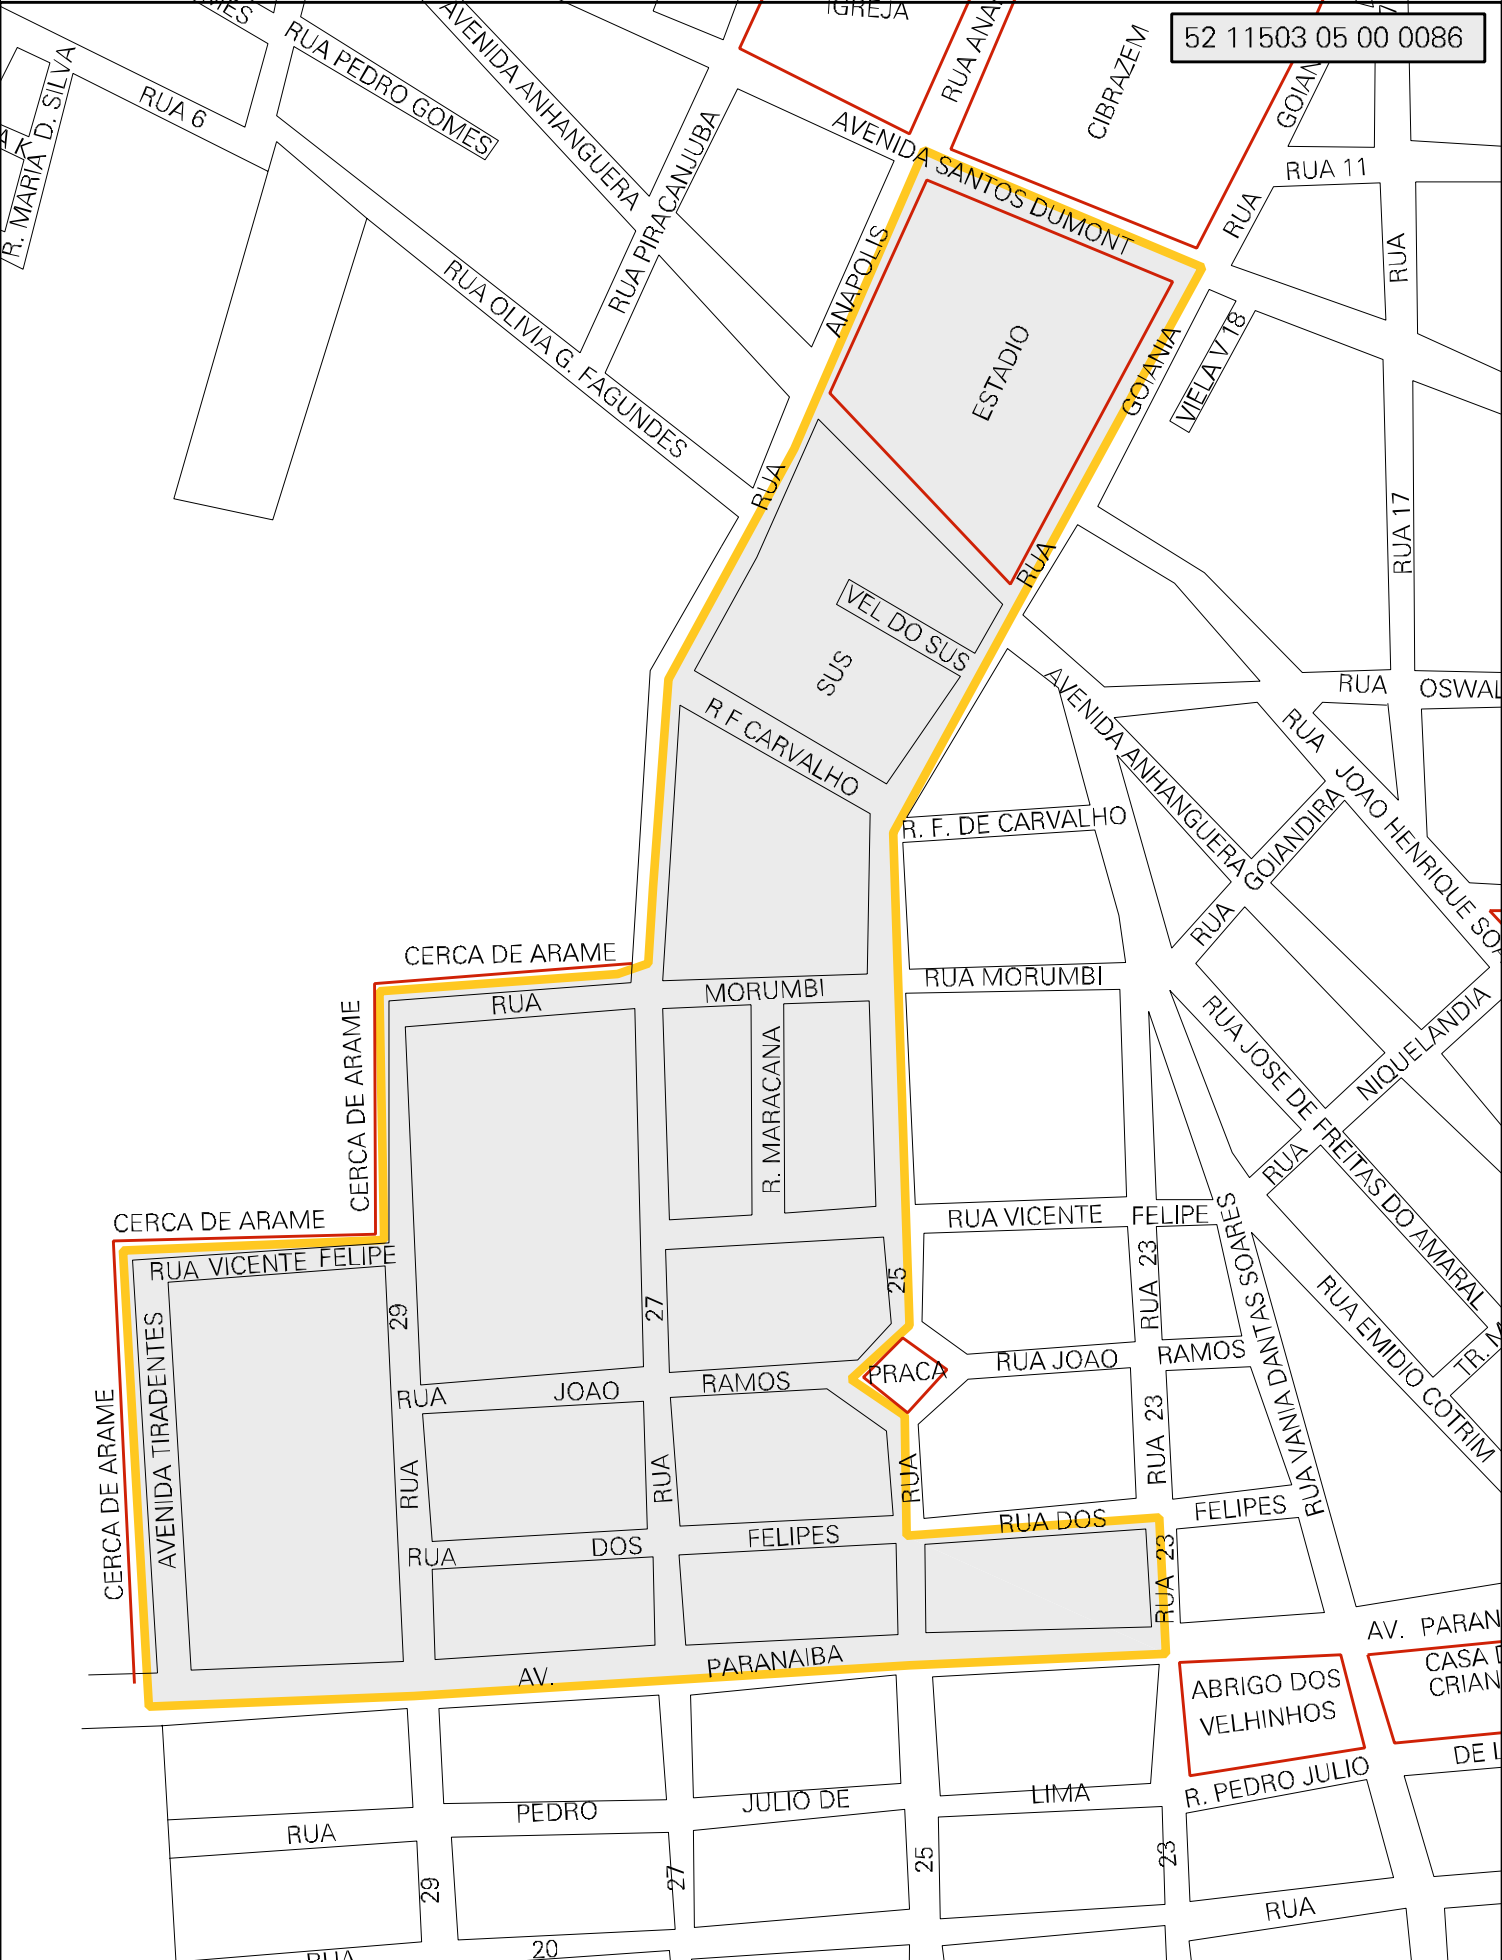 IGREJA
52 11503 05 00 0086
RUA PEDRO GOMES
AVENIDA ANHANGUERA
CIBRAZEM
RUA 6
R. MARIA D. SILVA
RUA PIRACANJUBA
AVENIDA SANTOS DUMONT
RUA 11
RUA
RUA
ANAPOLIS
RUA OLIVIA G. FAGUNDES
ESTADIO
GOIANIA
VIELA V 18
RUA
RUA
RUA 17
VEL DO SUS
SUS
RUA
R F CARVALHO
AVENIDA ANHANGUERA
RUA
JOAO HENRIQUE
R. F. DE CARVALHO
GOIANDIRA
RUA
CERCA DE ARAME
RUA
MORUMBI
RUA MORUMBI
CERCA DE ARAME
R. MARACANA
RUA JOSE DE FREITAS DO AMARAL
NIQUELANDIA
RUA
CERCA DE ARAME
RUA VICENTE FELIPE
RUA VICENTE
FELIPE
29
27
25
RUA 23
RUA VANIA DANTAS SOARES
RUA EMIDIO COTRIM
AVENIDA TIRADENTES
CERCA DE ARAME
RUA
JOAO
RAMOS
PRACA
RUA JOAO
RAMOS
RUA
RUA
RUA
RUA 23
RUA
DOS
FELIPES
RUA DOS
FELIPES
RUA 23
AV.
PARANAIBA
AV. PARAN
ABRIGO DOS
VELHINHOS
CASA
CRIAN
RUA
PEDRO
JULIO DE
LIMA
R. PEDRO JULIO
DE L
29
27
25
23
RUA
RUA
20